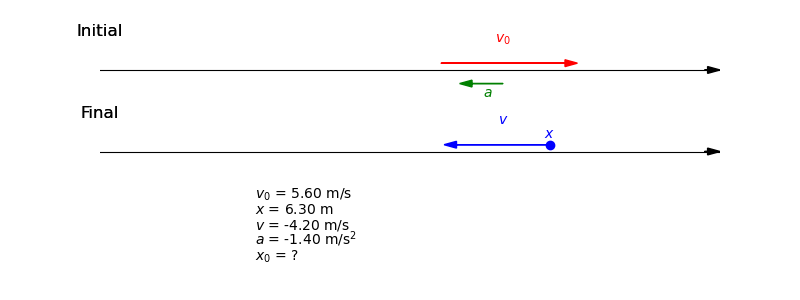 Initial
v₀
a
Final
v
x
v₀ = 5.60 m/s
x = 6.30 m
v = -4.20 m/s
a = -1.40 m/s²
x₀ = ?